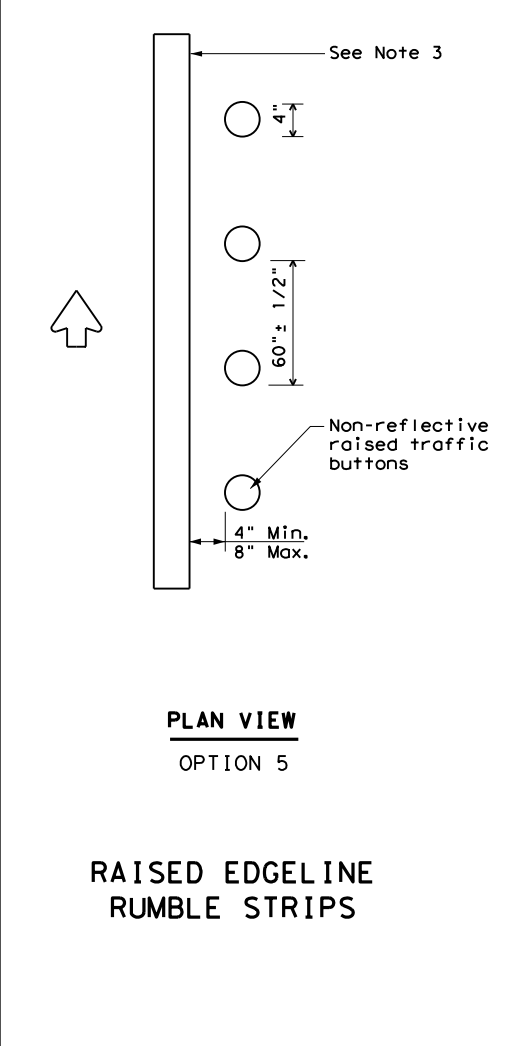 See Note 3
4"
60"± 1/2"
Non-reflective
raised traffic
buttons
4" Min.
8" Max.
PLAN VIEW
OPTION 5
RAISED EDGELINE
RUMBLE STRIPS